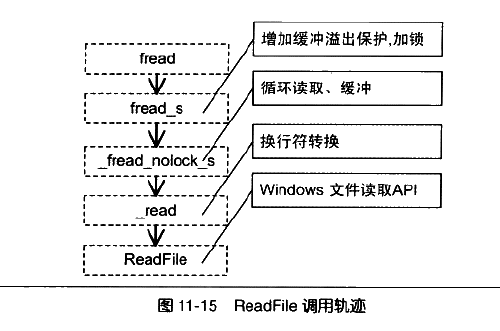 fread
增加缓冲溢出保护,加锁
fread_s
循环读取、缓冲
_fread_nolock_s
换行符转换
_read
Windows 文件读取API
ReadFile
图 11-15 ReadFile 调用轨迹